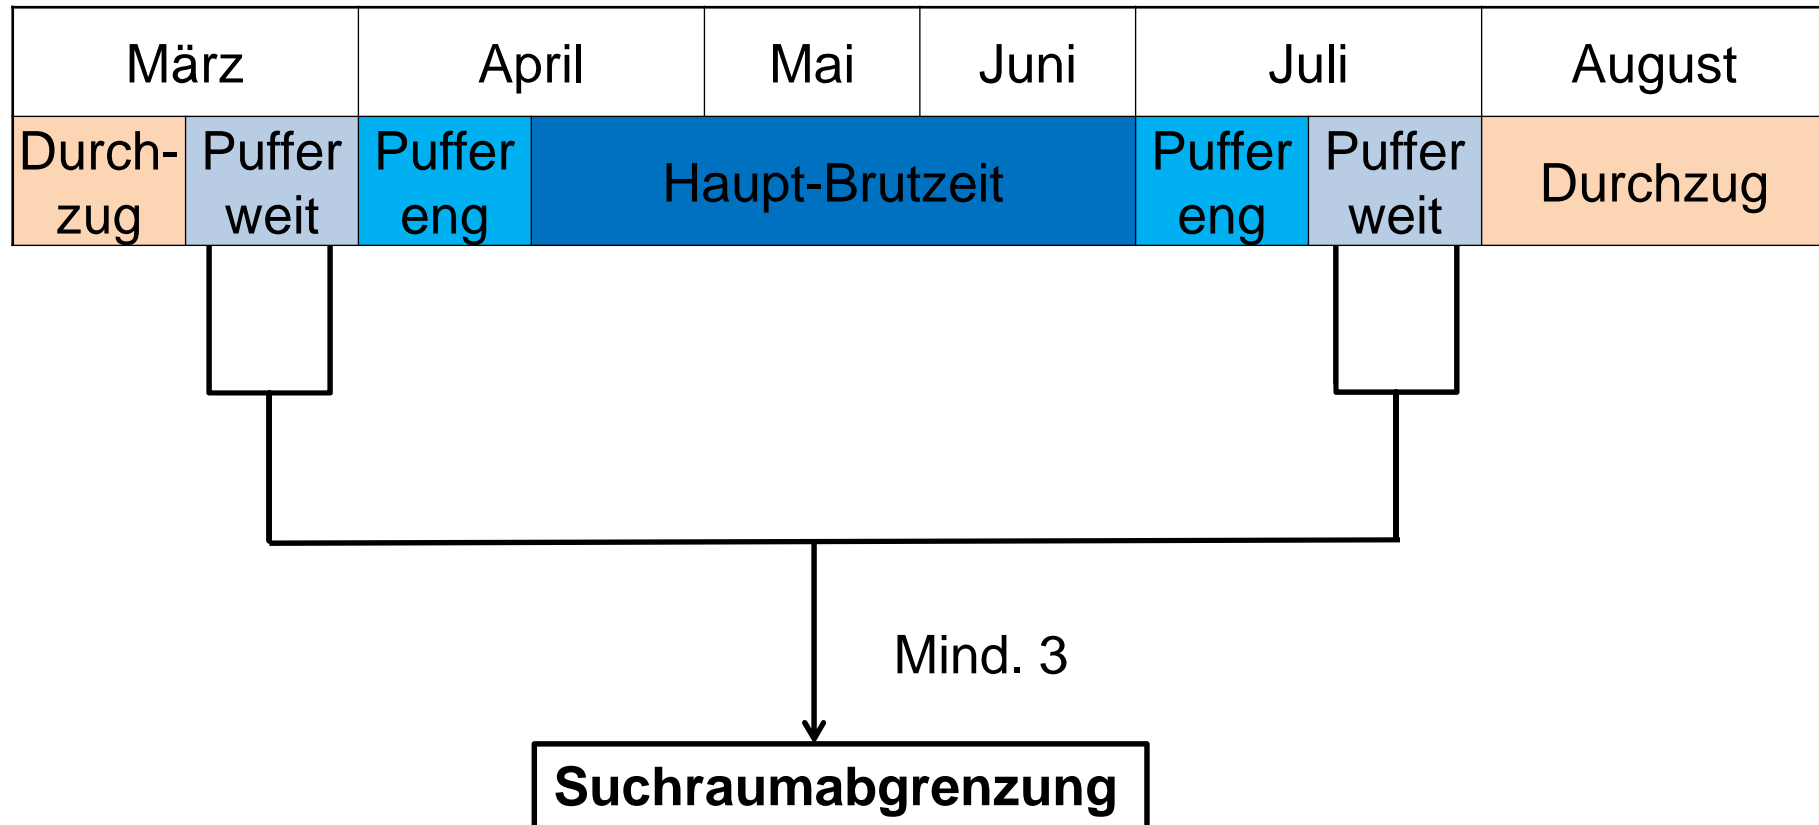 März April Mai Juni Juli August
Durch-
zug
Puffer
weit
Puffer
eng
Haupt-Brutzeit
Puffer
eng
Puffer
weit
Durchzug
Mind. 3
Suchraumabgrenzung